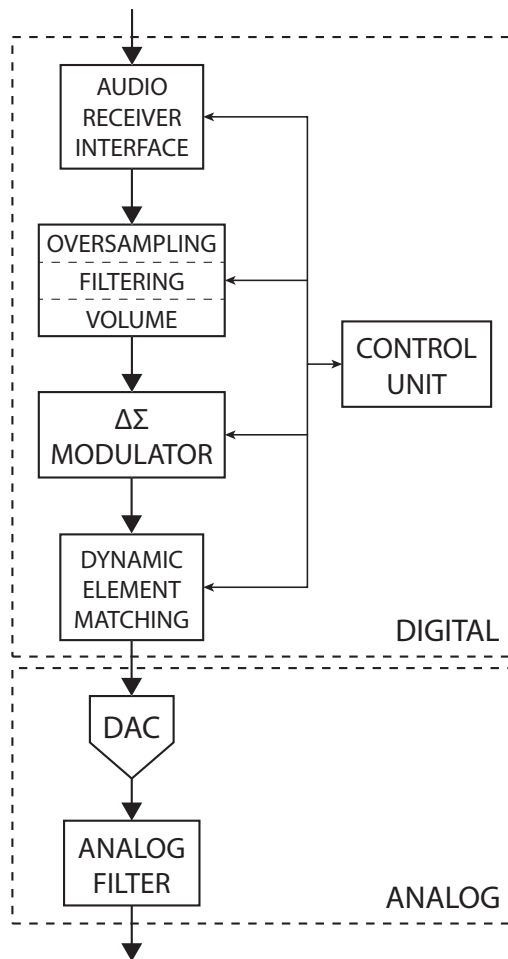 AUDIO
RECEIVER
INTERFACE
OVERSAMPLING
FILTERING
VOLUME
CONTROL
UNIT
ΔΣ
MODULATOR
DYNAMIC
ELEMENT
MATCHING
DIGITAL
DAC
ANALOG
FILTER
ANALOG